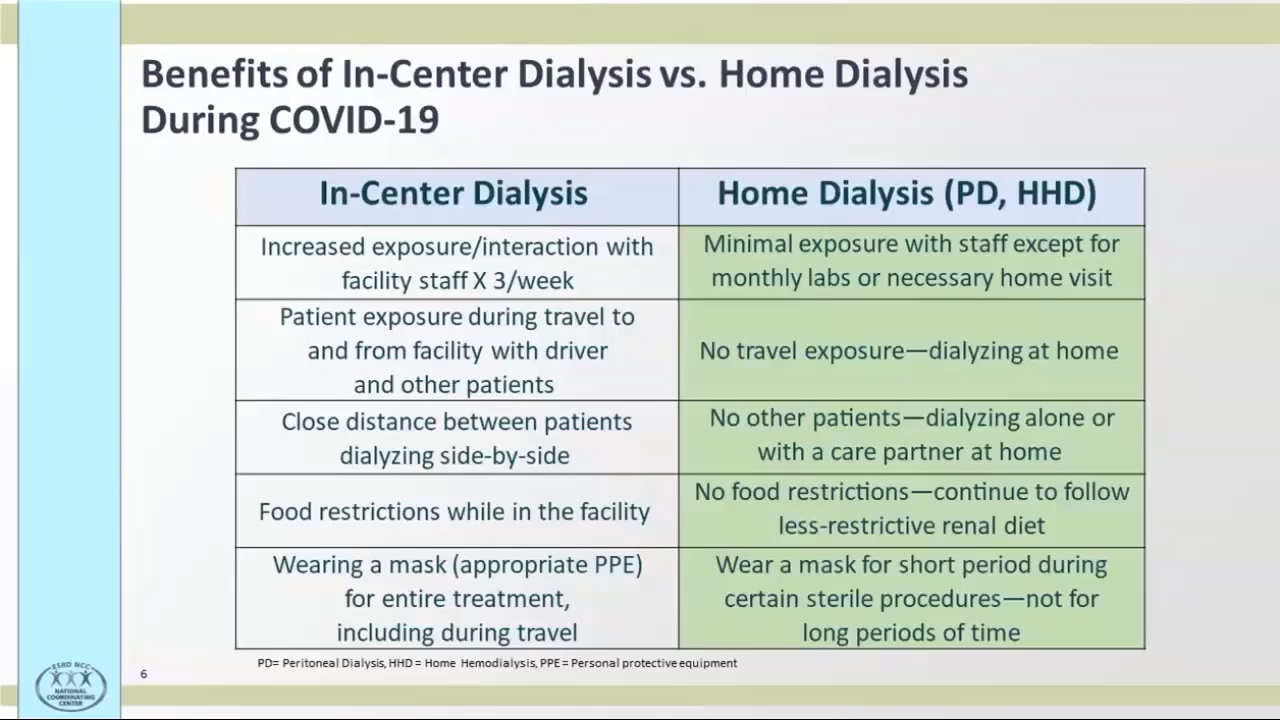 Benefits of In-Center Dialysis vs. Home Dialysis
During COVID-19
In-Center Dialysis
Home Dialysis (PD, HHD)
Increased exposure/interaction with
facility staff X 3/week
Minimal exposure with staff except for
monthly labs or necessary home visit
Patient exposure during travel to
and from facility with driver
and other patients
No travel exposure—dialyzing at home
Close distance between patients
dialyzing side-by-side
No other patients—dialyzing alone or
with a care partner at home
Food restrictions while in the facility
No food restrictions—continue to follow
less-restrictive renal diet
Wearing a mask (appropriate PPE)
for entire treatment,
including during travel
Wear a mask for short period during
certain sterile procedures—not for
long periods of time
PD= Peritoneal Dialysis, HHD = Home Hemodialysis, PPE = Personal protective equipment
6
ESRD NCC
NATIONAL
COORDINATING
CENTER